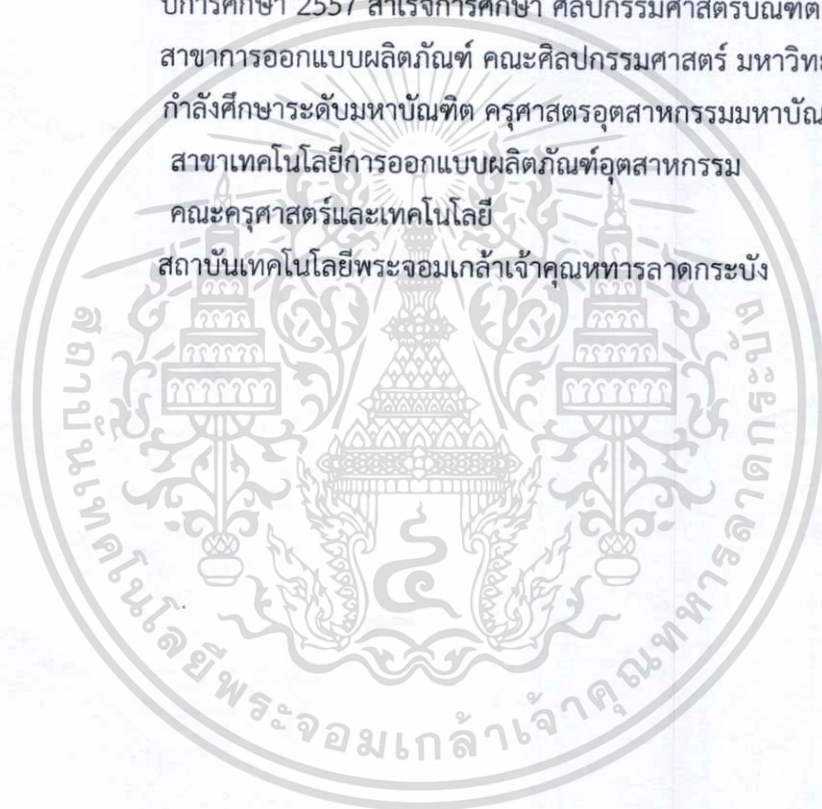 ปีการศึกษา 2557 สำเร็จการศึกษา ศิลปกรรมศาสตรบัณฑิต
สาขาการออกแบบผลิตภัณฑ์ คณะศิลปกรรมศาสตร์
กำลังศึกษาระดับมหาบัณฑิต ครุศาสตรอุตสาหกรรมมหาบัณ
สาขาเทคโนโลยีการออกแบบผลิตภัณฑ์อุตสาหกรรม
คณะครุศาสตร์และเทคโนโลยี
สถาบันเทคโนโลยีพระจอมเกล้าเจ้าคุณหทารลาดกระบัง
สถาบันเทคโนโลยีพระจอมเกล้าเจ้าคุณทหารลาดกระบัง
๔